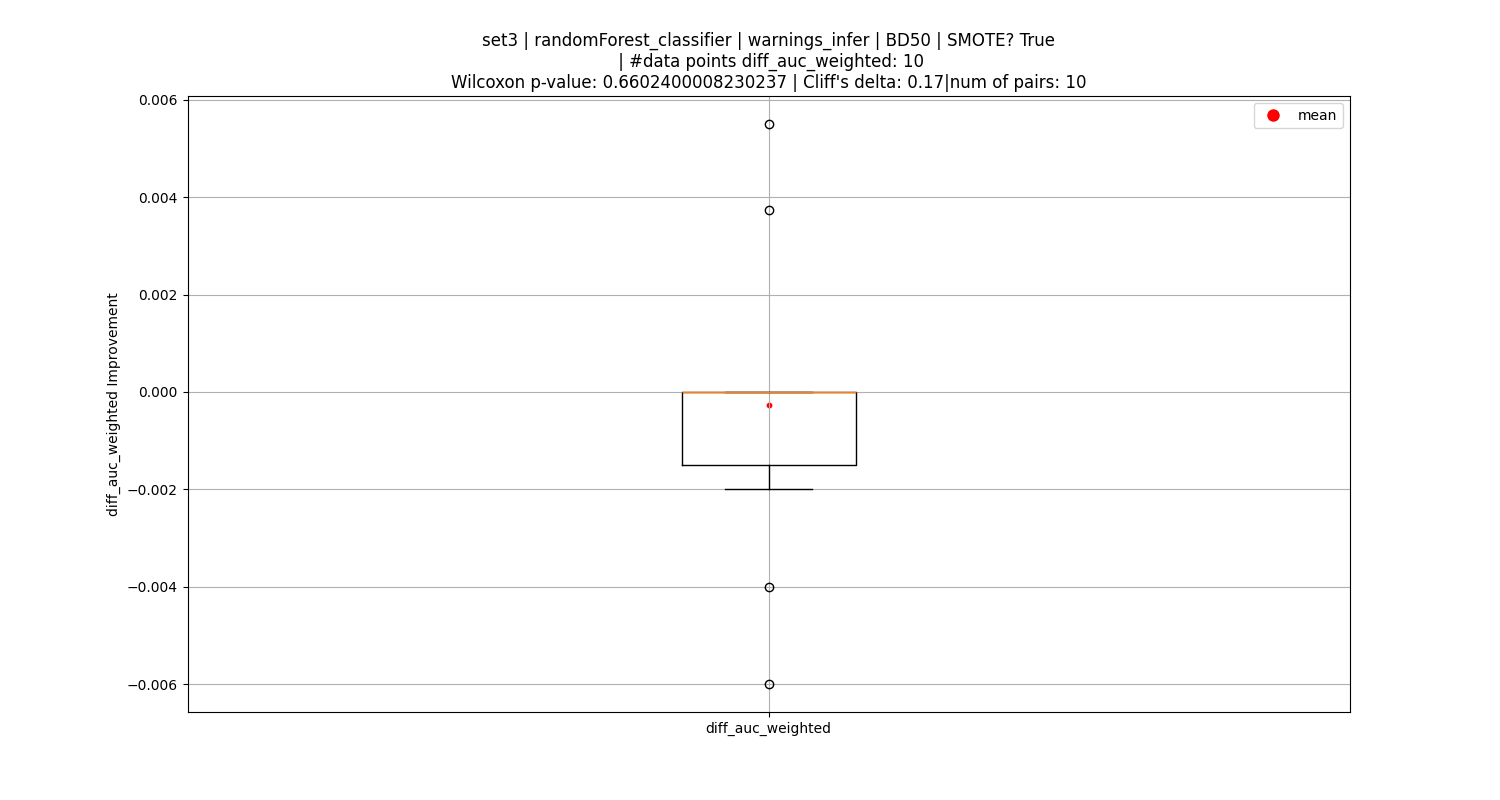 set3 | randomForest_classifier | warnings_infer | BD50 | SMOTE? True
| #data points diff_auc_weighted: 10
Wilcoxon p-value: 0.6602400008230237 | Cliff's delta: 0.17|num of pairs: 10
mean
0.006
0.004
0.002
0.000
−0.002
−0.004
−0.006
diff_auc_weighted Improvement
diff_auc_weighted